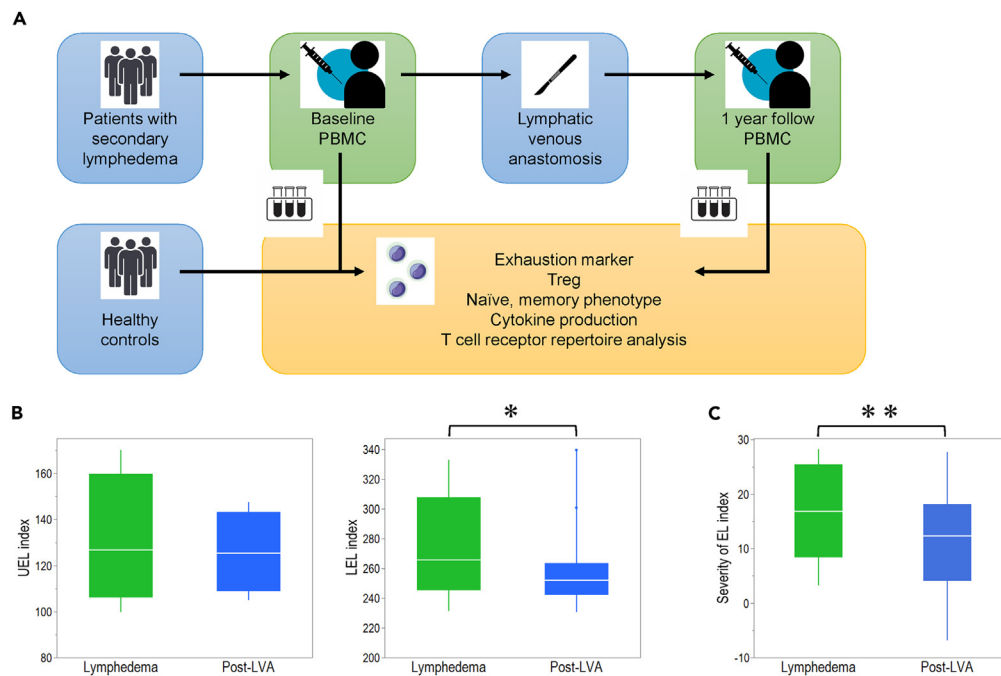 A
Patients with
secondary
lymphedema
Baseline
PBMC
Lymphatic
venous
anastomosis
1 year follow
PBMC
Healthy
controls
Exhaustion marker
Treg
Naïve, memory phenotype
Cytokine production
T cell receptor repertoire analysis
B
UEL index
160
140
120
100
80
Lymphedema
Post-LVA
*
LEL index
340
320
300
280
260
240
220
200
Lymphedema
Post-LVA
C
**
Severity of EL index
30
20
10
0
-10
Lymphedema
Post-LVA